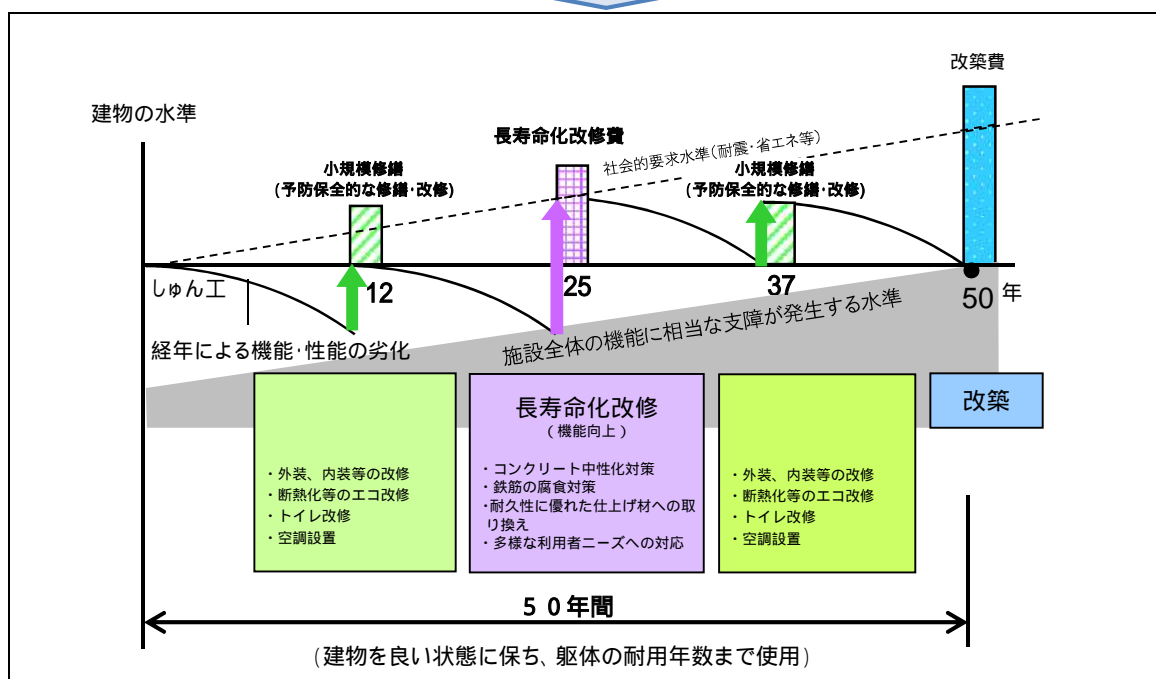 改築費
建物の水準
長寿命化改修費
社会的要求水準(耐震・省エネ等)
小規模修繕
(予防保全的な修繕・改修)
小規模修繕
(予防保全的な修繕・改修)
しゅん工
12
25
37
50 年
経年による機能・性能の劣化
施設全体の機能に相当な支障が発生する水準
・外装、内装等の改修
・断熱化等のエコ改修
・トイレ改修
・空調設置
長寿命化改修
(機能向上)
・コンクリート中性化対策
・鉄筋の腐食対策
・耐久性に優れた仕上げ材への取
り換え
・多様な利用者ニーズへの対応
・外装、内装等の改修
・断熱化等のエコ改修
・トイレ改修
・空調設置
改築
50年間
(建物を良い状態に保ち、躯体の耐用年数まで使用)